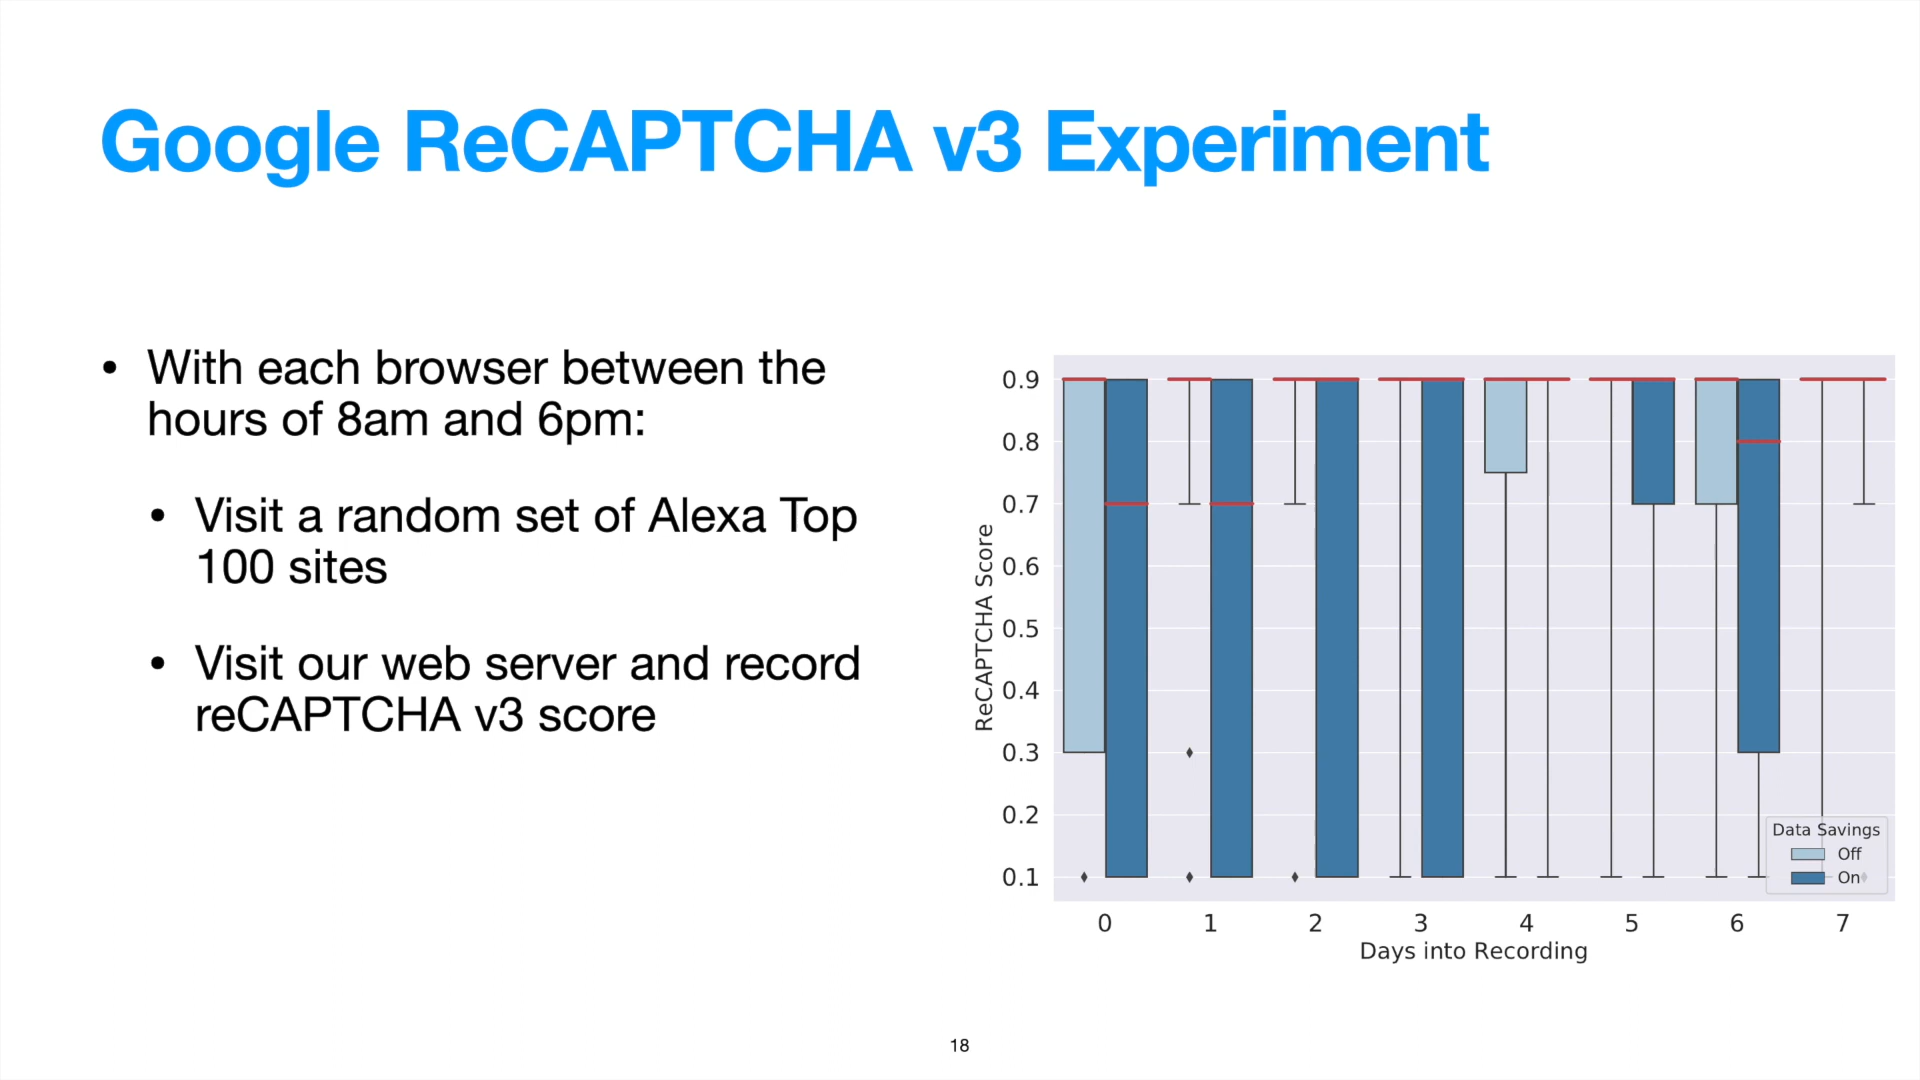 Google ReCAPTCHA v3 Experiment
• With each browser between the
hours of 8am and 6pm:
• Visit a random set of Alexa Top
100 sites
• Visit our web server and record
reCAPTCHA v3 score
ReCAPTCHA Score
0.9
0.8
0.7
0.6
0.5
0.4
0.3
0.2
0.1
Data Savings
Off
On
0 1 2 3 4 5 6 7
Days into Recording
18